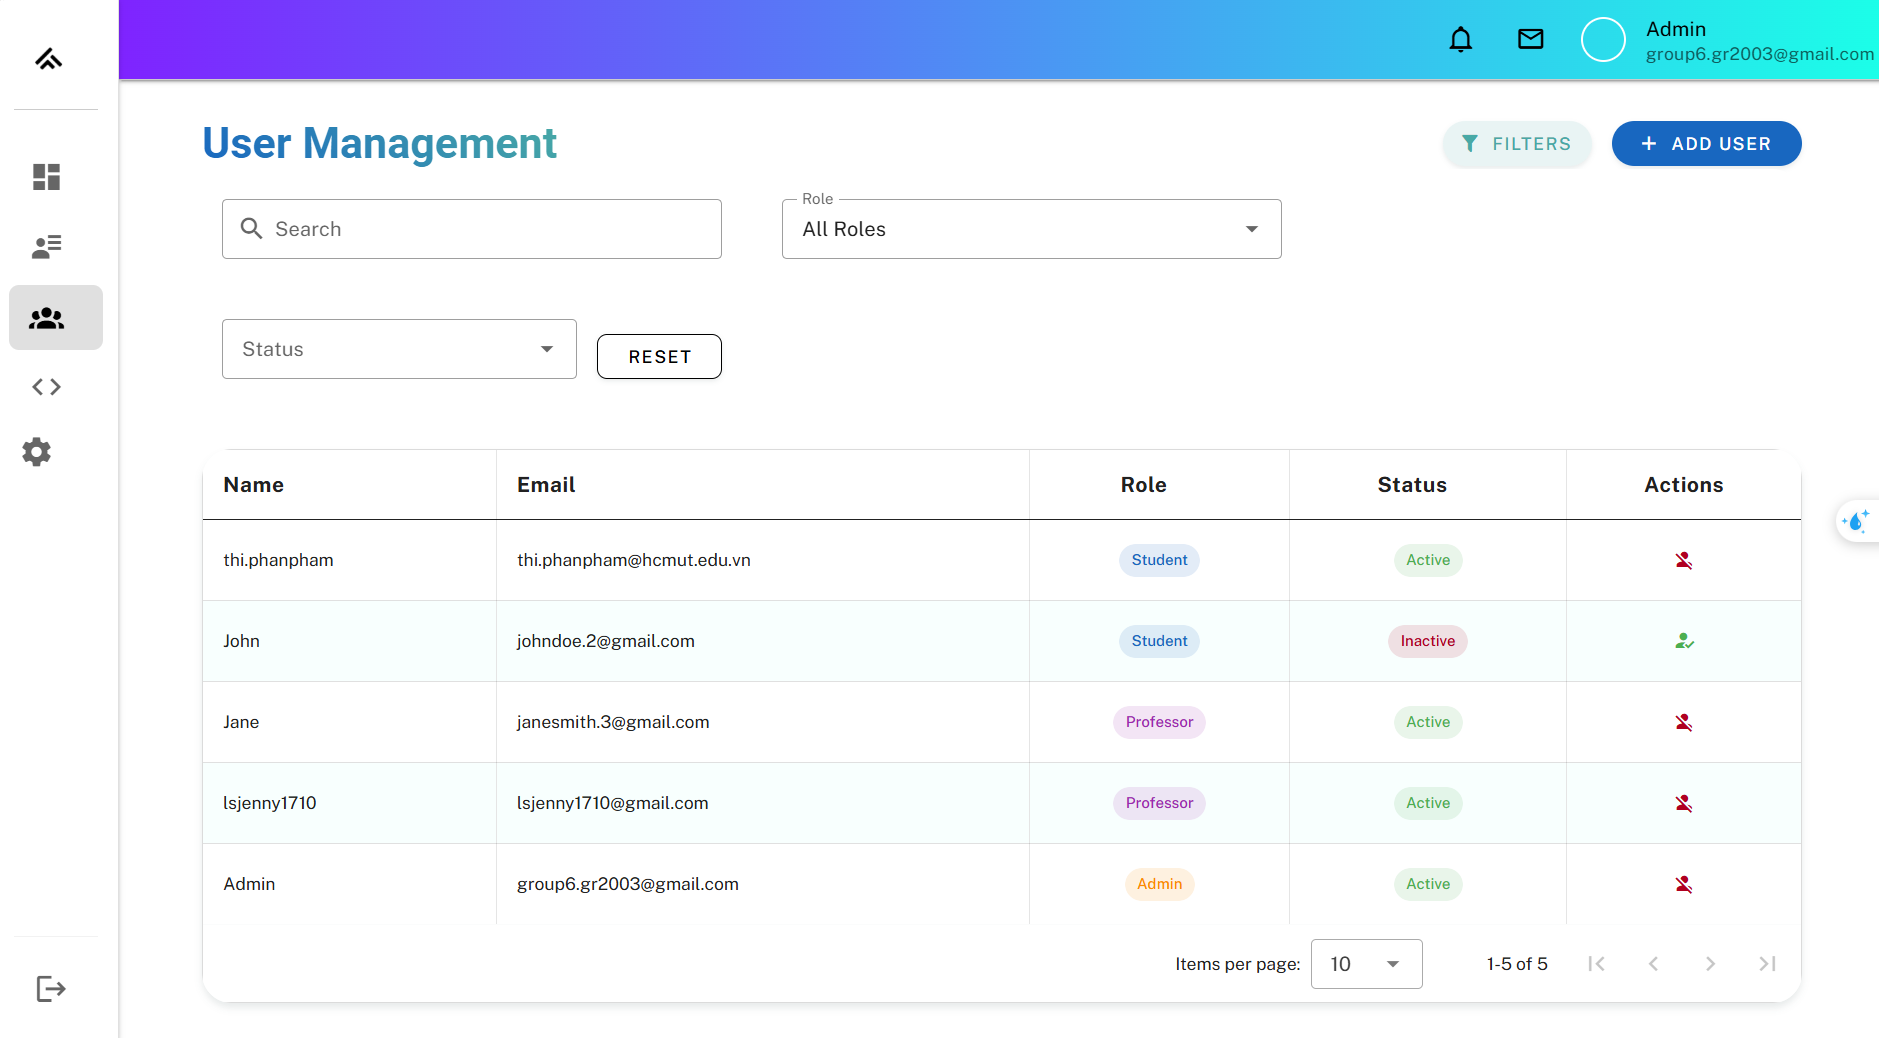 Admin
group6.gr2003@gmail.com
User Management
FILTERS
ADD USER
Search
Role
All Roles
Status
RESET
Name Email Role Status Actions
thi.phanpham thi.phanpham@hcmut.edu.vn Student Active
John johndoe.2@gmail.com Student Inactive
Jane janesmith.3@gmail.com Professor Active
lsjenny1710 lsjenny1710@gmail.com Professor Active
Admin group6.gr2003@gmail.com Admin Active
Items per page: 10 1-5 of 5